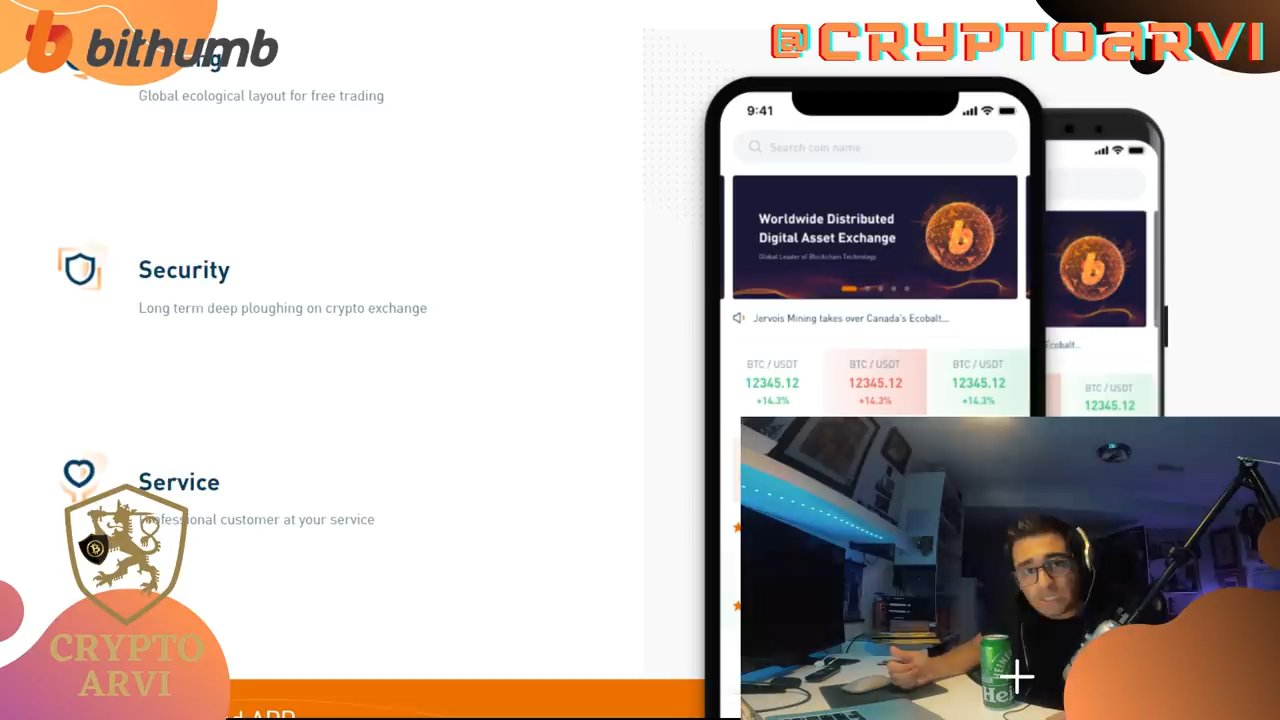 bithumb
@CRYPTOARVI
Global ecological layout for free trading
Security
Long term deep ploughing on crypto exchange
Service
Professional customer at your service
CRYPTO
ARVI
9:41
Search coin name
Worldwide Distributed
Digital Asset Exchange
Global Leader of Blockchain Technology
Jervois Mining takes over Canada's Ecobalt...
Ecobalt...
BTC / USDT
12345.12
+14.3%
BTC / USDT
12345.12
+14.3%
BTC / USDT
12345.12
+14.3%
BTC / USDT
12345.12
APP
Hei